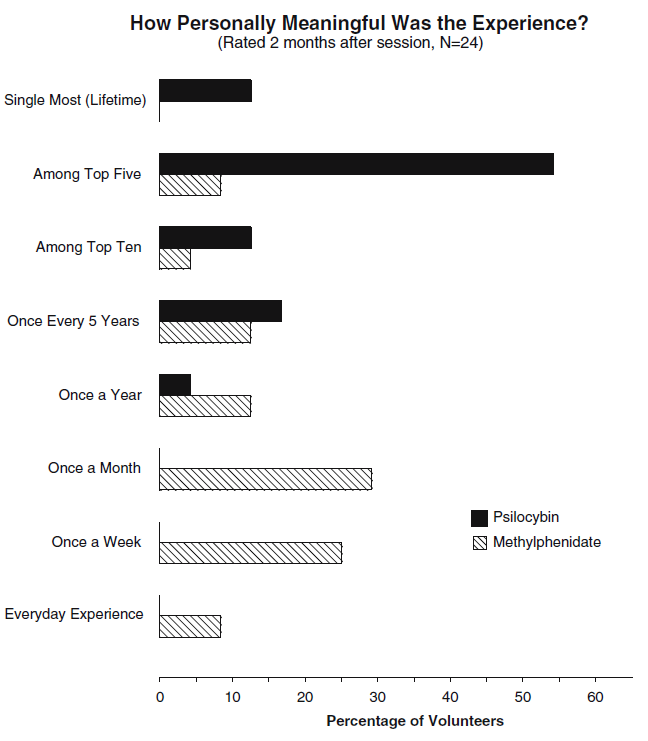 How Personally Meaningful Was the Experience?
(Rated 2 months after session, N=24)
Single Most (Lifetime)
Among Top Five
Among Top Ten
Once Every 5 Years
Once a Year
Once a Month
Once a Week
Everyday Experience
Psilocybin
Methylphenidate
0 10 20 30 40 50 60
Percentage of Volunteers